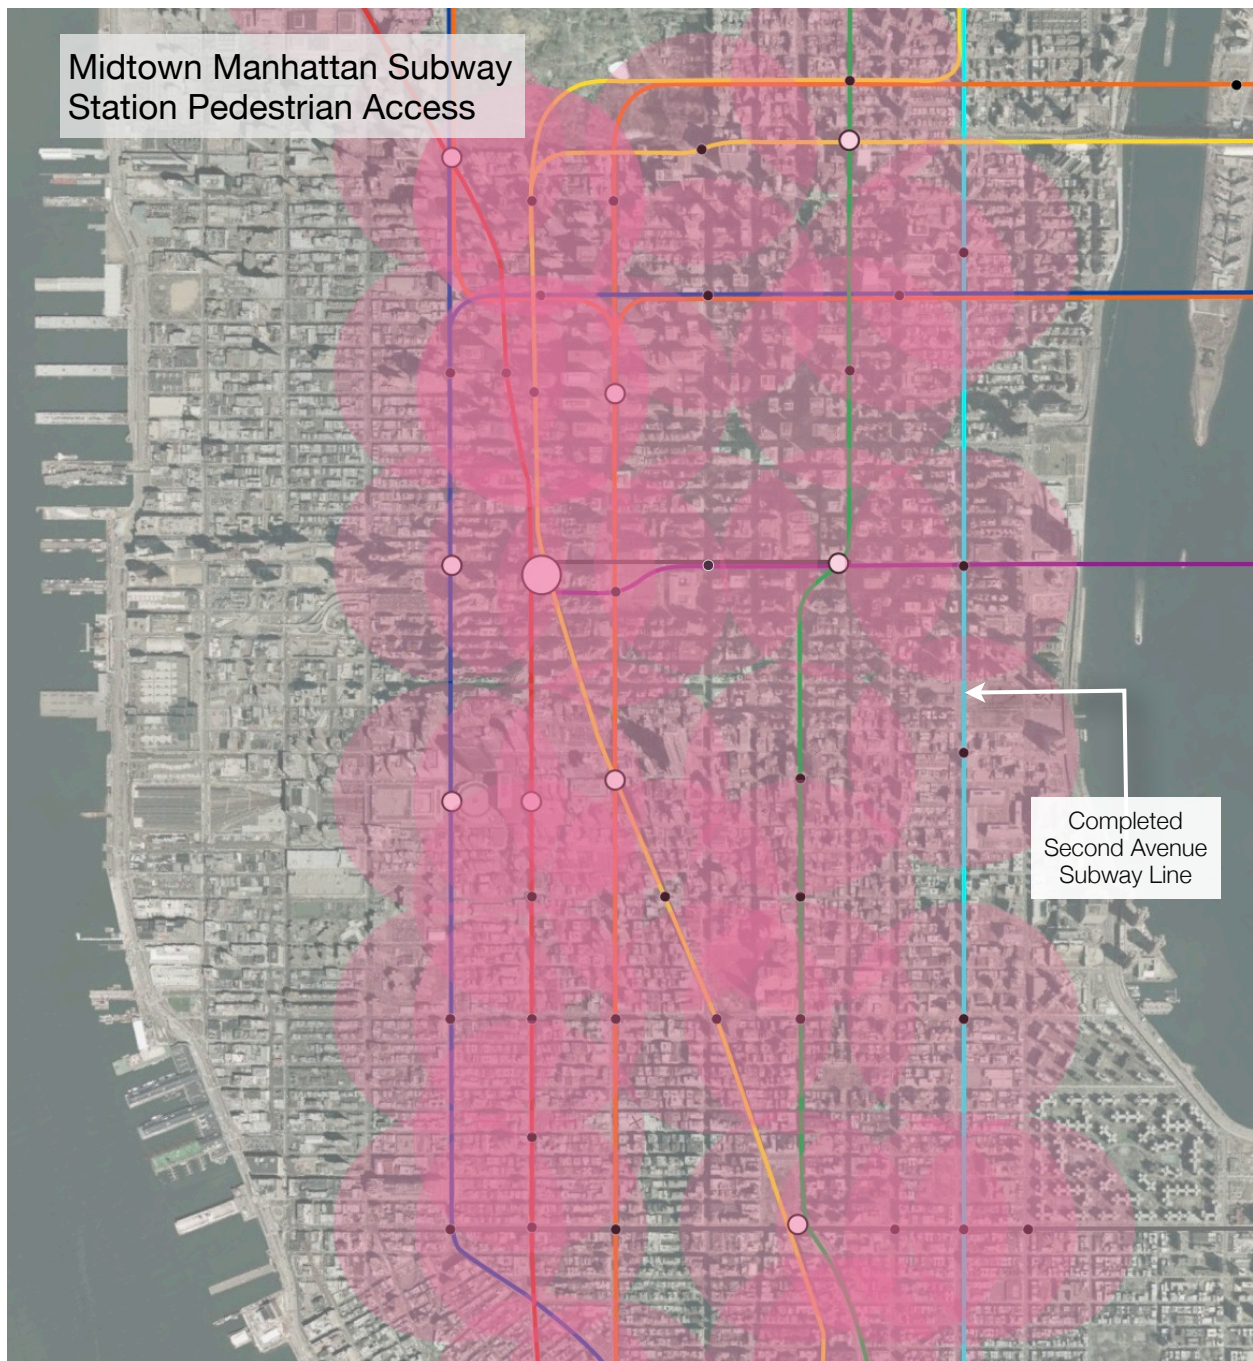 Midtown Manhattan Subway
Station Pedestrian Access
Completed
Second Avenue
Subway Line